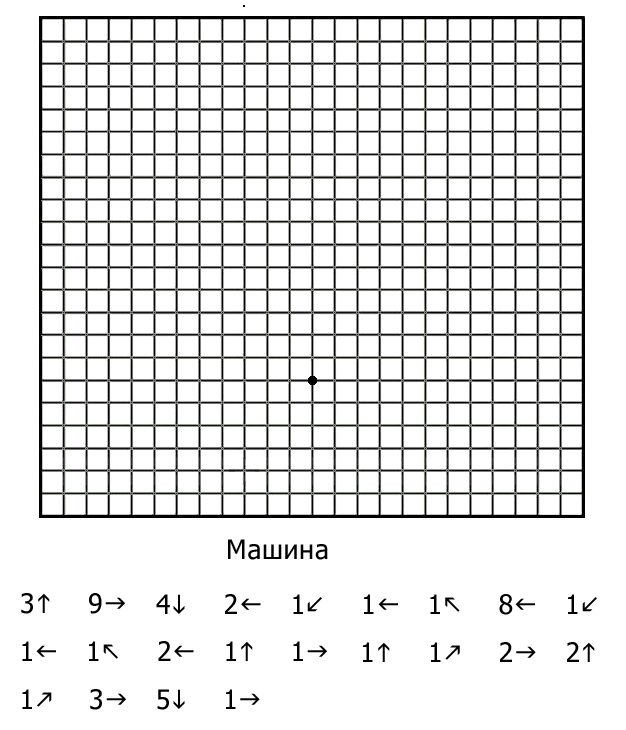 Машина
3↑ 9→ 4↓ 2← 1↙ 1← 1↖ 8← 1↙
1← 1↖ 2← 1↑ 1→ 1↑ 1↗ 2→ 2↑
1↗ 3→ 5↓ 1→